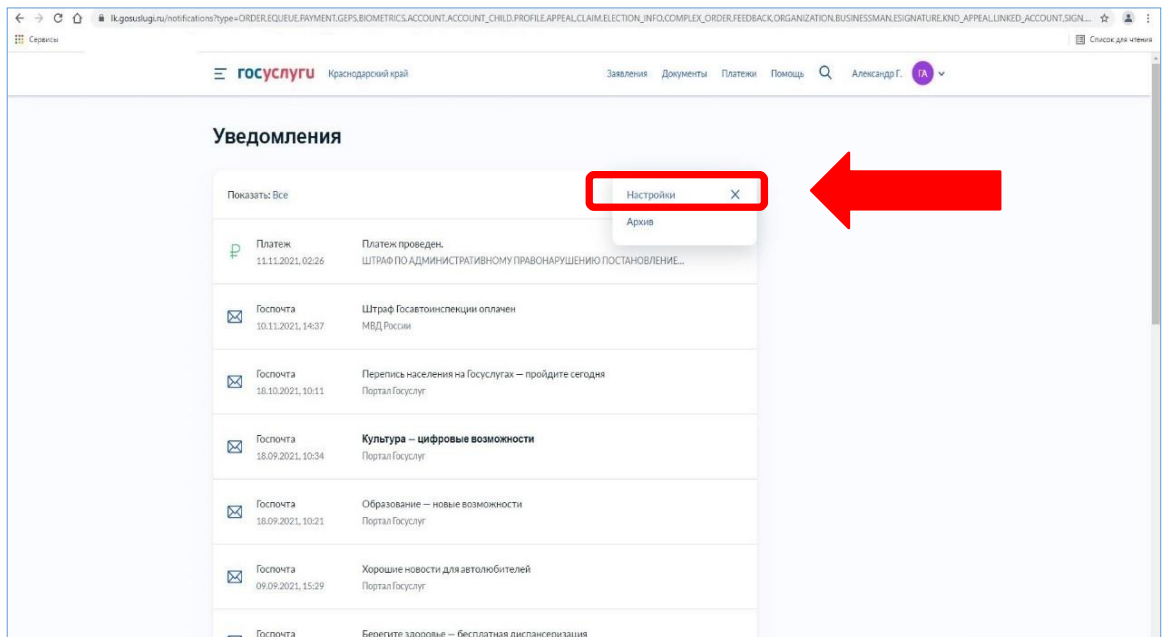 lk.gosuslugi.ru/notifications?type=ORDER,EQUEUE,PAYMENT,GEPS,BIOMETRICS,ACCOUNT,ACCOUNT_CHILD,PROFILE,APPEAL,CLAIM,ELECTION_INFO,COMPLEX_ORDER,FEEDBACK,ORGANIZATION,BUSINESSMAN,ESIGNATURE,KND_APPEAL,LINKED_ACCOUNT,SIGN...
Сервисы Список для чтения
госуслуги Краснодарский край Заявления Документы Платежи Помощь Александр Г. ГА
Уведомления
Показать: Все Настройки
Архив
Платеж Платеж проведен.
11.11.2021, 02:26 ШТРАФ ПО АДМИНИСТРАТИВНОМУ ПРАВОНАРУШЕНИЮ ПОСТАНОВЛЕНИЕ...
Госпочта Штраф Госавтоинспекции оплачен
10.11.2021, 14:37 МВД России
Госпочта Перепись населения на Госуслугах — пройдите сегодня
18.10.2021, 10:11 Портал Госуслуг
Госпочта Культура — цифровые возможности
18.09.2021, 10:34 Портал Госуслуг
Госпочта Образование — новые возможности
18.09.2021, 10:21 Портал Госуслуг
Госпочта Хорошие новости для автолюбителей
09.09.2021, 15:29 Портал Госуслуг
Госпочта Берегите здоровье — бесплатная диспансеризация